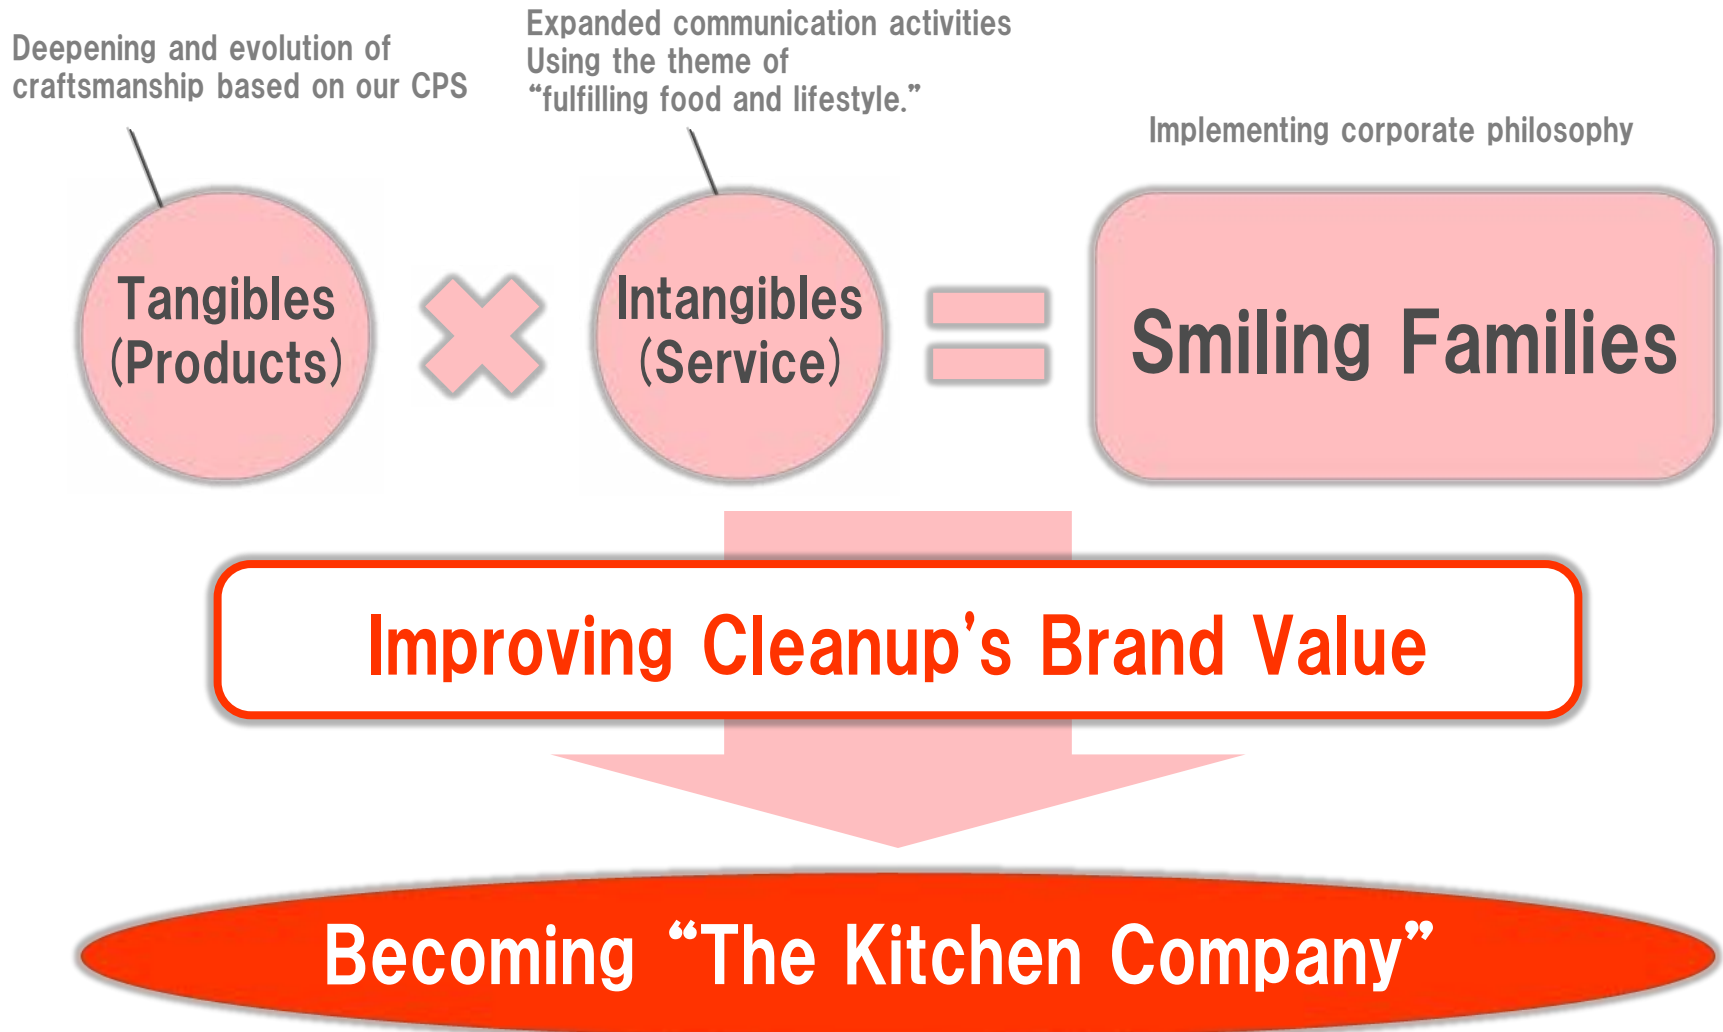 Deepening and evolution of
craftsmanship based on our CPS
Expanded communication activities
Using the theme of
“fulfilling food and lifestyle.”
Implementing corporate philosophy
Tangibles
(Products)
Intangibles
(Service)
Smiling Families
Improving Cleanup's Brand Value
Becoming “The Kitchen Company”